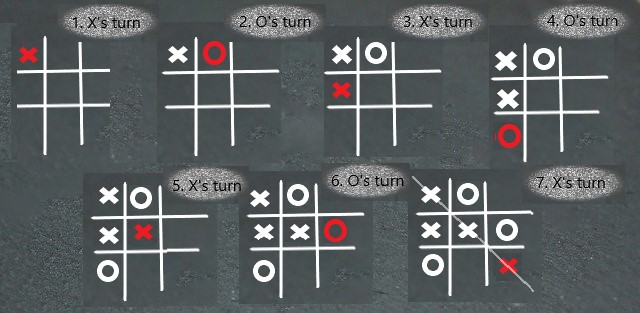 1. X's turn
2. O's turn
3. X's turn
4. O's turn
5. X's turn
6. O's turn
7. X's turn